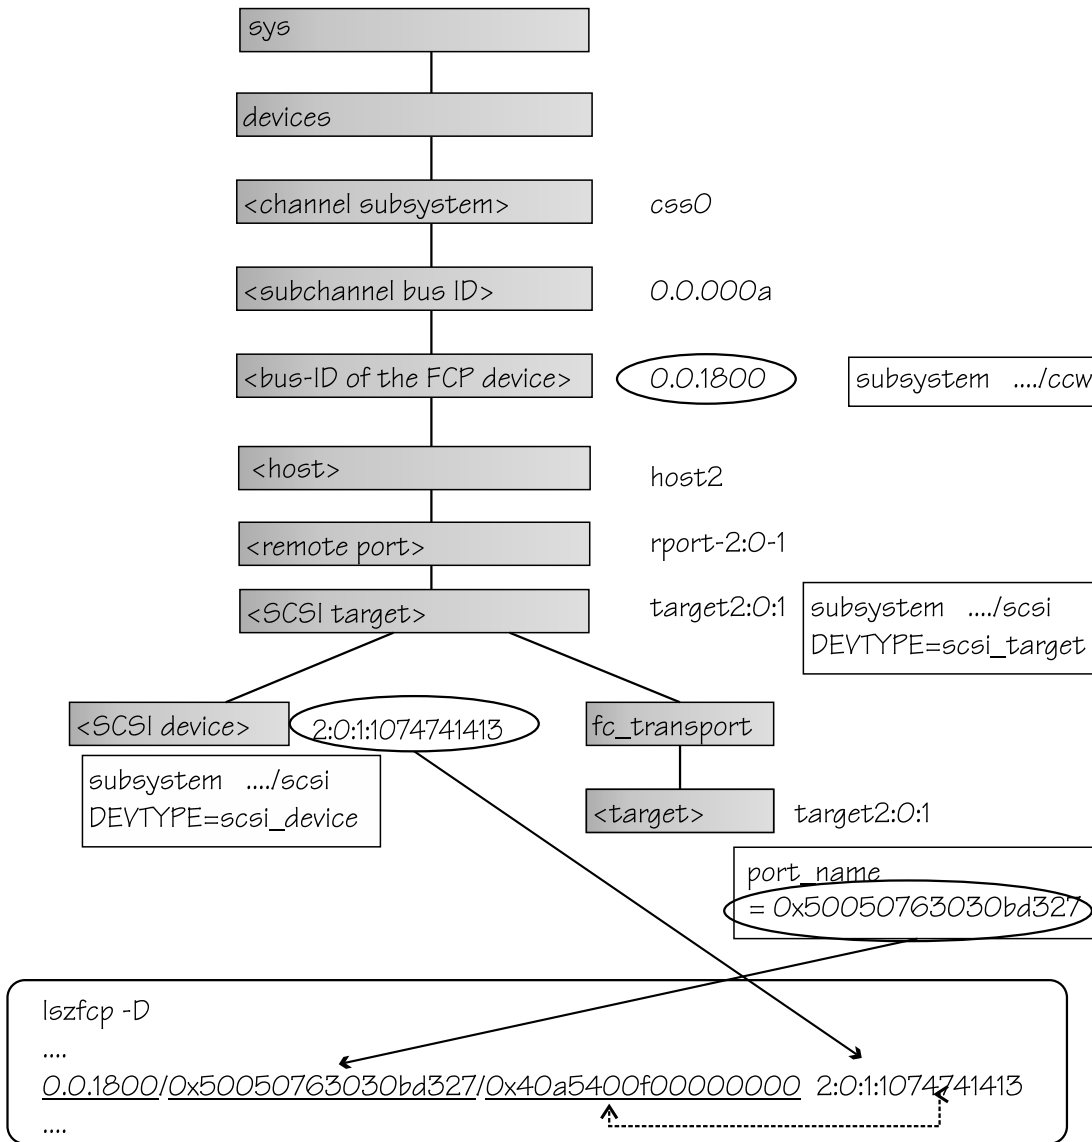 sys
devices
<channel subsystem> css0
<subchannel bus ID> 0.0.000a
<bus-ID of the FCP device> 0.0.1800 subsystem ..../ccw
<host> host2
<remote port> rport-2:0-1
<SCSI target> target2:0:1
subsystem ..../scsi
DEVTYPE=scsi_target
<SCSI device> 2:0:1:1074741413
fc_transport
subsystem ..../scsi
DEVTYPE=scsi_device
<target> target2:0:1
port_name
= 0x50050763030bd327
lszfcp -D
....
0.0.1800/0x50050763030bd327/0x40a5400f00000000 2:0:1:1074741413
....